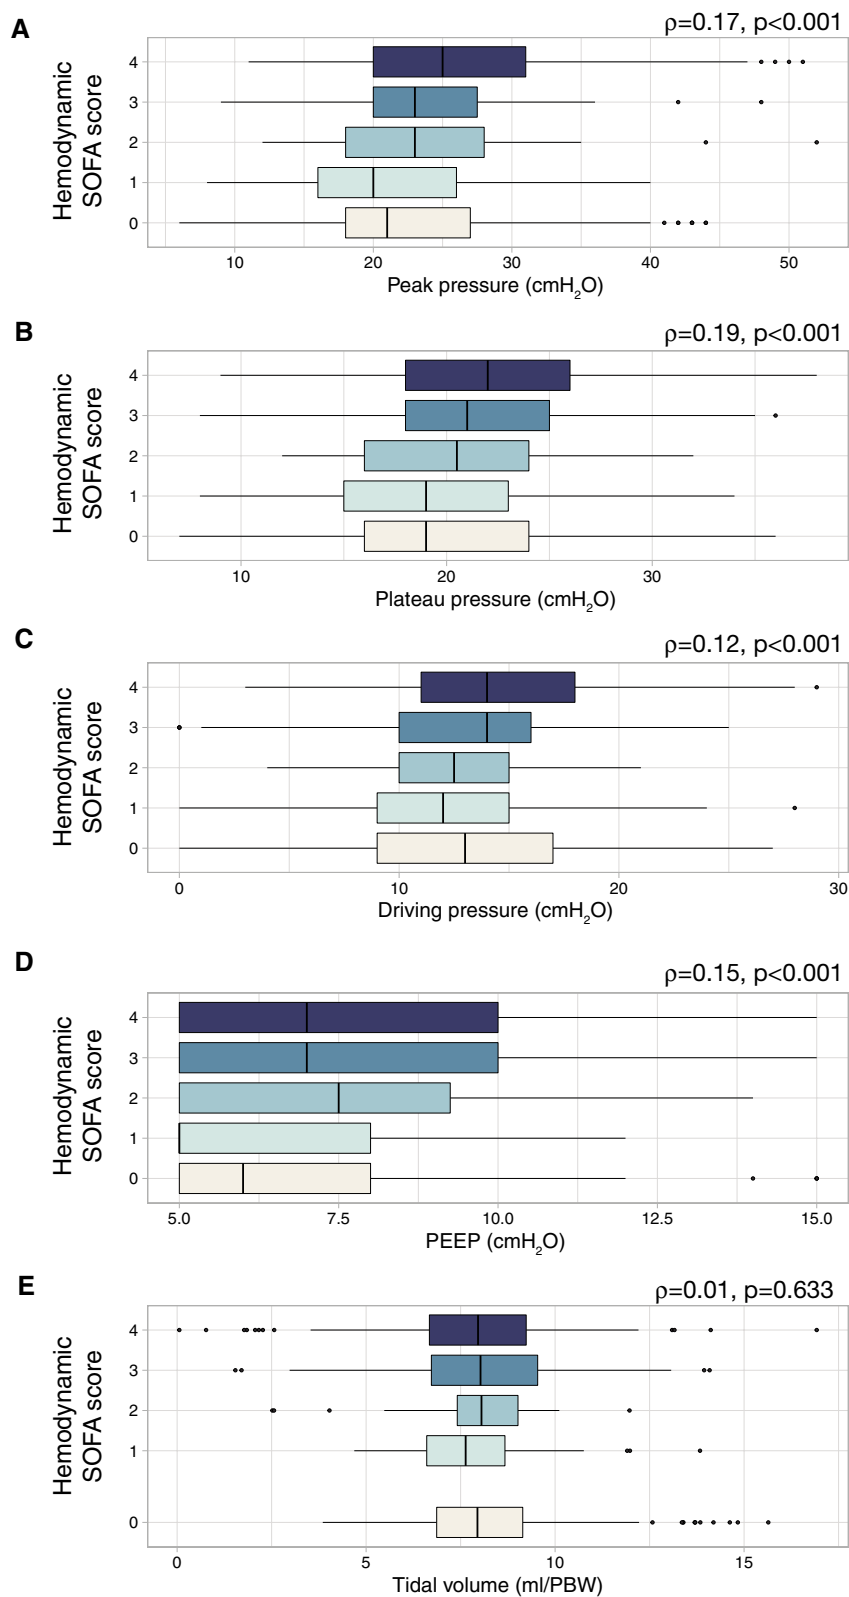 A
ρ=0.17, p<0.001
Hemodynamic
SOFA score
4
3
2
1
0
10 20 30 40 50
Peak pressure (cmH₂O)
B
ρ=0.19, p<0.001
Hemodynamic
SOFA score
4
3
2
1
0
10 20 30
Plateau pressure (cmH₂O)
C
ρ=0.12, p<0.001
Hemodynamic
SOFA score
4
3
2
1
0
0 10 20 30
Driving pressure (cmH₂O)
D
ρ=0.15, p<0.001
Hemodynamic
SOFA score
4
3
2
1
0
5.0 7.5 10.0 12.5 15.0
PEEP (cmH₂O)
E
ρ=0.01, p=0.633
Hemodynamic
SOFA score
4
3
2
1
0
0 5 10 15
Tidal volume (ml/PBW)